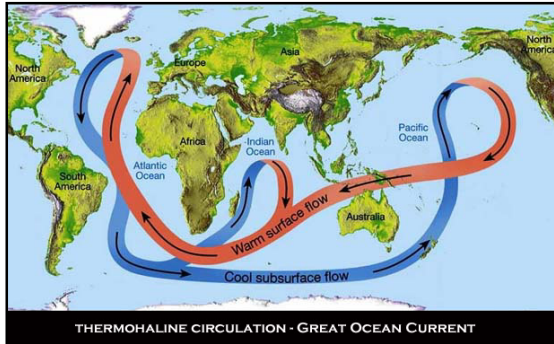 North
America
Europe
Asia
North
America
Africa
Indian
Ocean
Pacific
Ocean
Atlantic
Ocean
South
America
Australia
Warm surface flow
Cool subsurface flow
THERMOHALINE CIRCULATION - GREAT OCEAN CURRENT